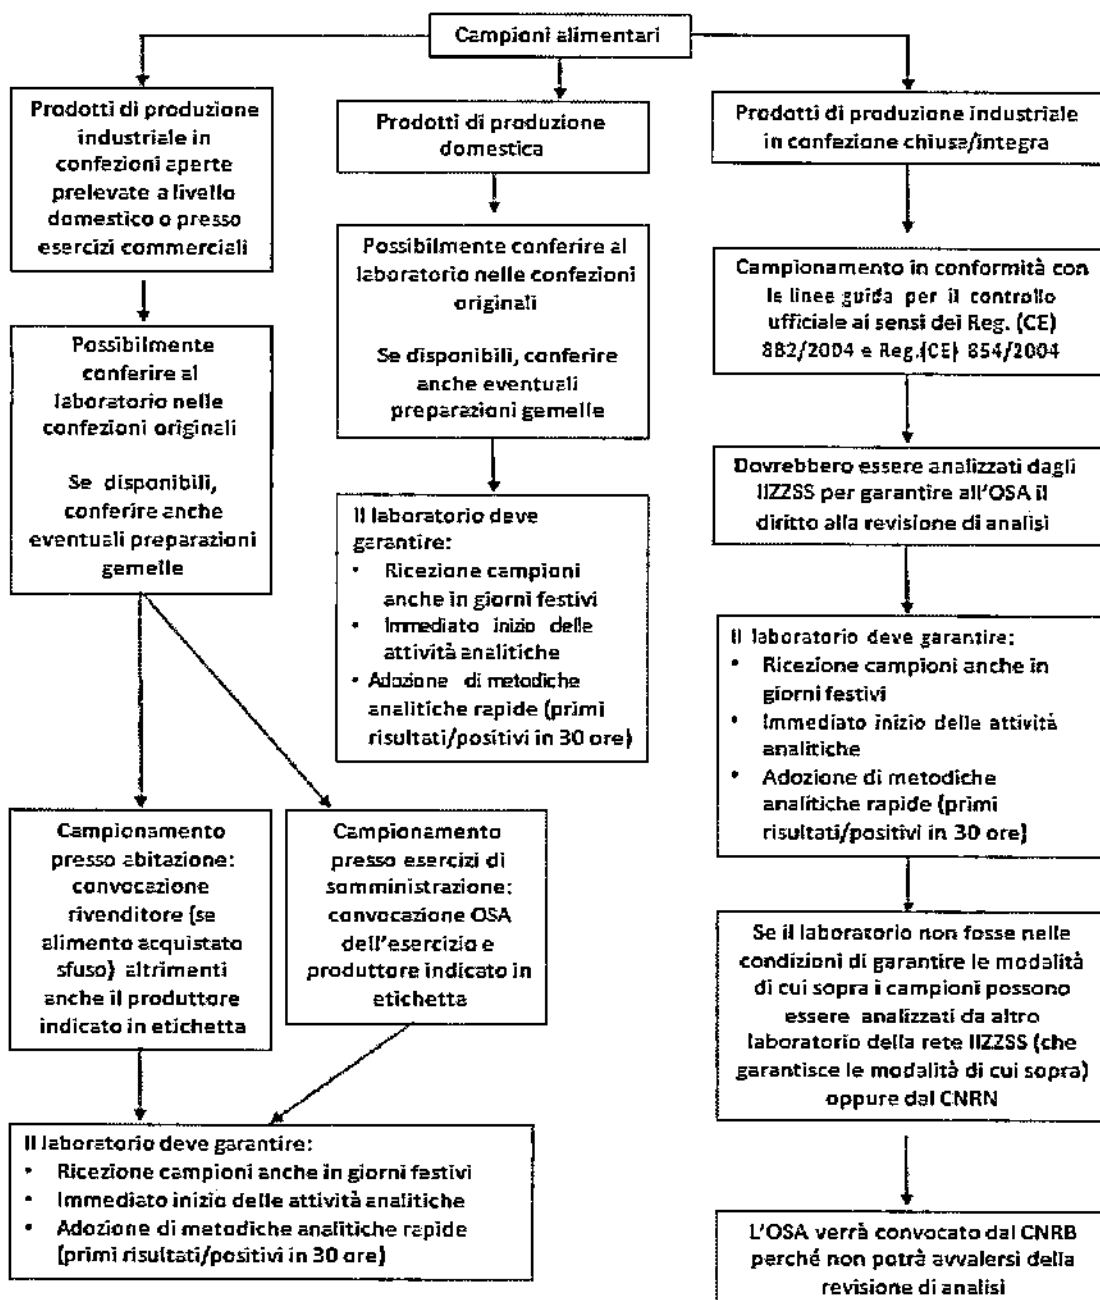 Campioni alimentari
Prodotti di produzione
industriale in
confezioni aperte
prelevate a livello
domestico o presso
esercizi commerciali
Possibilmente
conferire al
laboratorio nelle
confezioni originali
Se disponibili,
conferire anche
eventuali preparazioni
gemelle
Campionamento
presso abitazione:
convocazione
rivenditore (se
alimento acquistato
sfuso) altrimenti
anche il produttore
indicato in etichetta
Campionamento
presso esercizi di
somministrazione:
convocazione OSA
dell'esercizio e
produttore indicato in
etichetta
Il laboratorio deve garantire:
• Ricezione campioni anche in giorni festivi
• Immediato inizio delle attività analitiche
• Adozione di metodiche analitiche rapide
(primi risultati/positivi in 30 ore)
Prodotti di produzione
domestica
Possibilmente conferire al
laboratorio nelle confezioni
originali
Se disponibili, conferire
anche eventuali
preparazioni gemelle
Il laboratorio deve
garantire:
• Ricezione campioni
anche in giorni festivi
• Immediato inizio delle
attività analitiche
• Adozione di metodiche
analitiche rapide (primi
risultati/positivi in 30 ore)
Prodotti di produzione industriale
in confezione chiusa/integra
Campionamento in conformità con
le linee guida per il controllo
ufficiale ai sensi dei Reg. (CE)
882/2004 e Reg.(CE) 854/2004
Dovrebbero essere analizzati dagli
IIZZSS per garantire all'OSA il
diritto alla revisione di analisi
Il laboratorio deve garantire:
• Ricezione campioni anche in
giorni festivi
• Immediato inizio delle attività
analitiche
• Adozione di metodiche
analitiche rapide (primi
risultati/positivi in 30 ore)
Se il laboratorio non fosse nelle
condizioni di garantire le modalità
di cui sopra i campioni possono
essere analizzati da altro
laboratorio della rete IIZZSS (che
garantisce le modalità di cui sopra)
oppure dal CNRN
L'OSA verrà convocato dal CNRB
perché non potrà avvalersi della
revisione di analisi